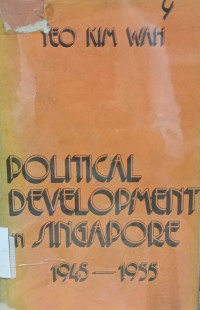 YEO KIM WAH
POLITICAL
DEVELOPMENT
in SINGAPORE
1945-1955